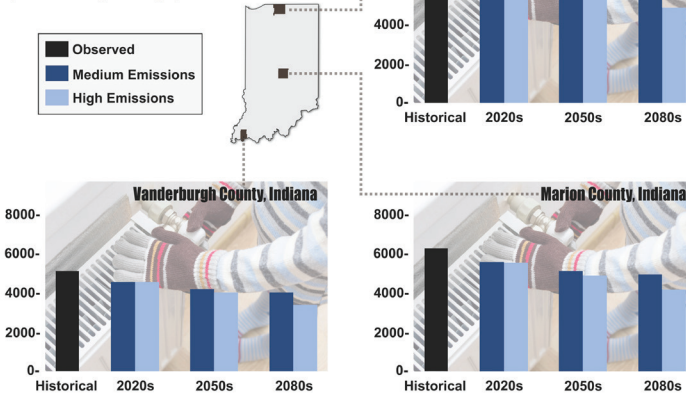 4000-
2000-
0-
Historical 2020s 2050s 2080s
Observed
Medium Emissions
High Emissions
Vanderburgh County, Indiana
8000-
6000-
4000-
2000-
0-
Historical 2020s 2050s 2080s
Marion County, Indiana
8000-
6000-
4000-
2000-
0-
Historical 2020s 2050s 2080s